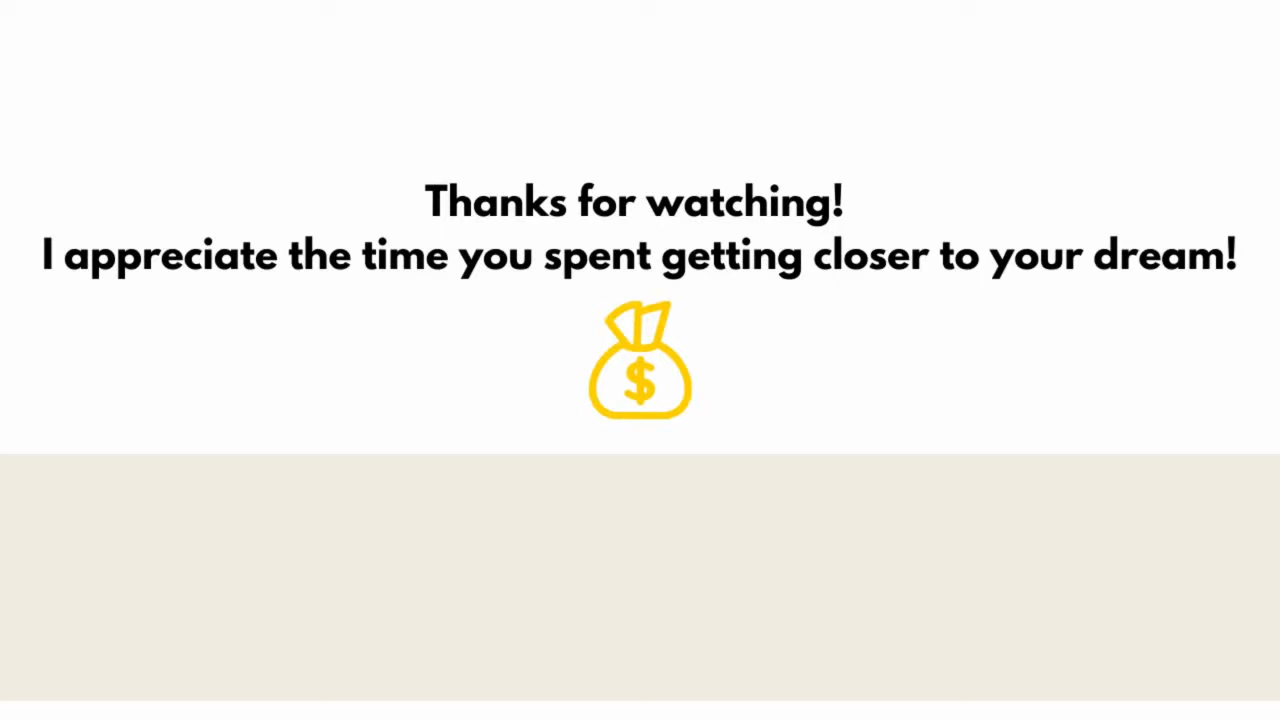 Thanks for watching!
I appreciate the time you spent getting closer to your dream!
$